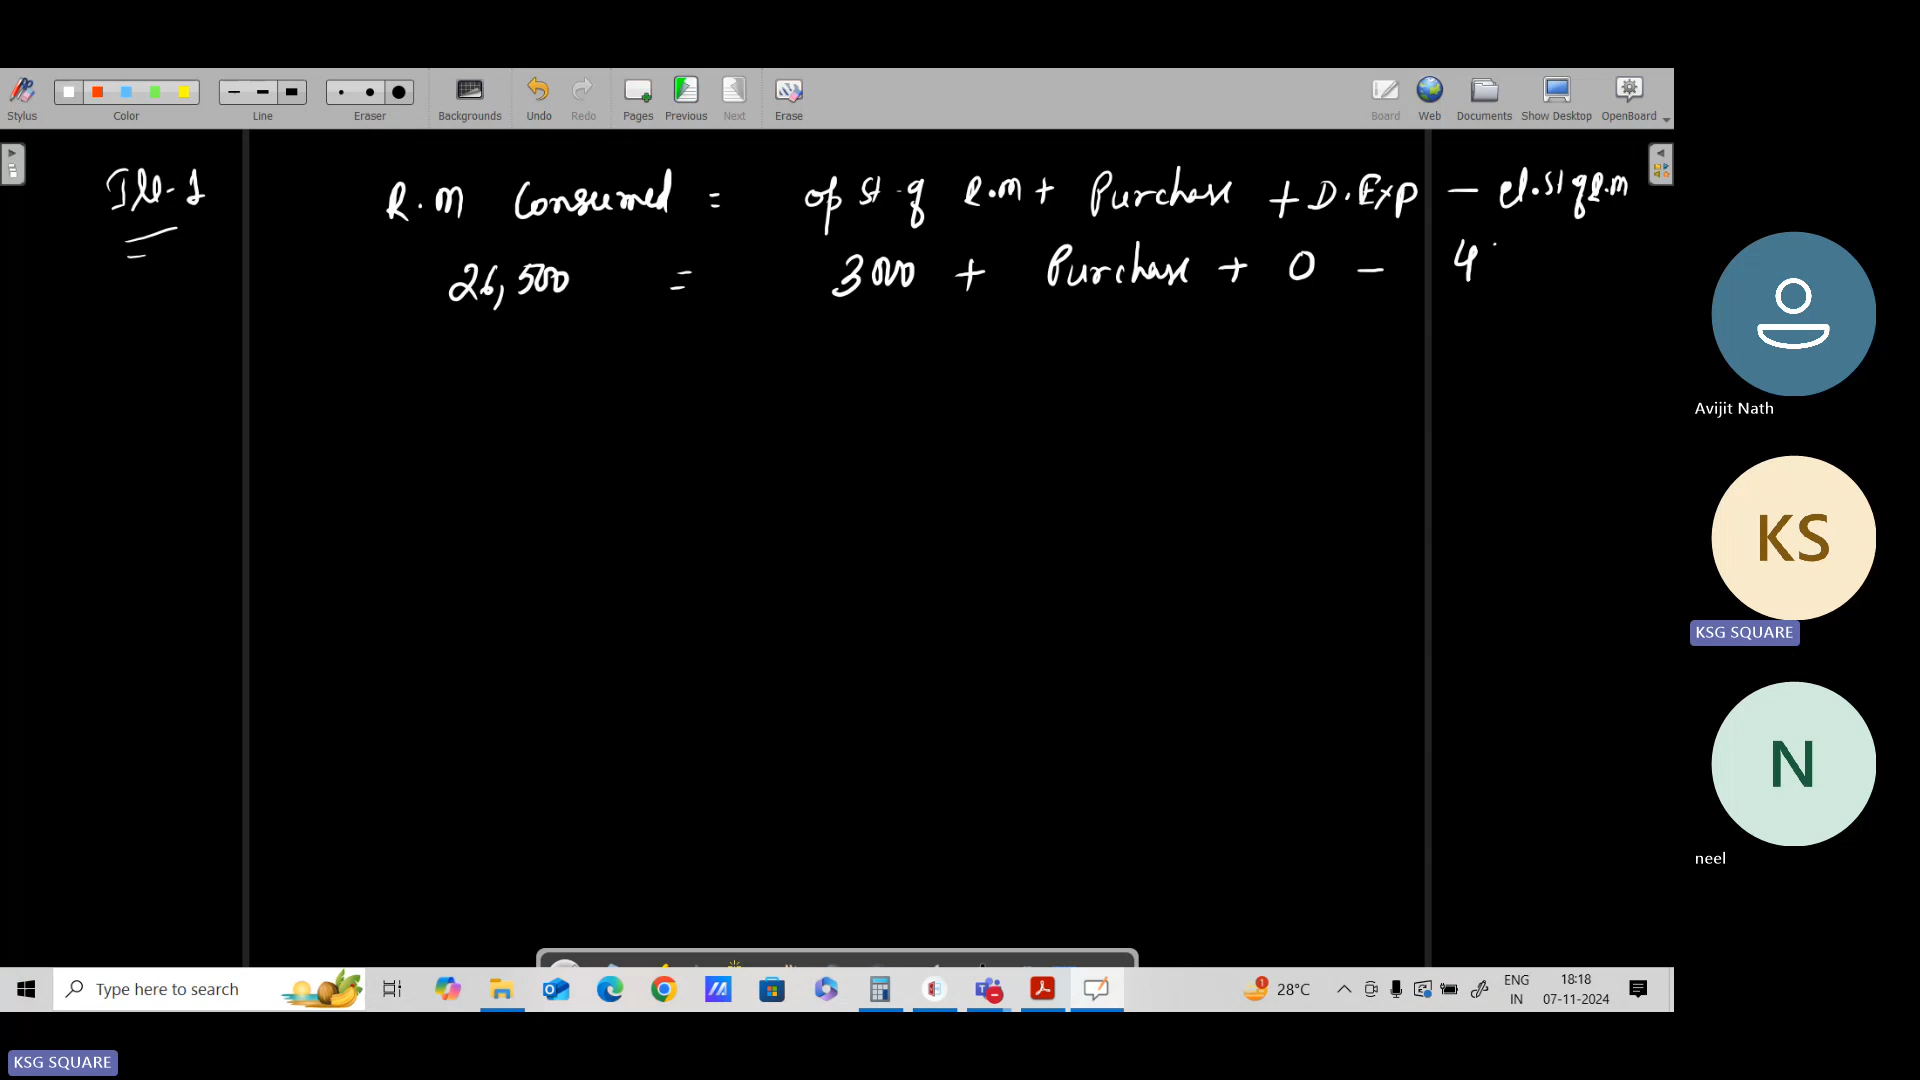 Stylus
Color
Line
Eraser
Backgrounds
Undo
Redo
Pages
Previous
Next
Erase
Board
Web
Documents
Show Desktop
OpenBoard
Ill-1
R.M Consumed = op st. of R.M + Purchase + D.Exp - cl. st of R.M
26,500 = 3000 + Purchase + 0 - 4
Avijit Nath
KS
KSG SQUARE
N
neel
Type here to search
28°C
ENG
IN
18:18
07-11-2024
KSG SQUARE